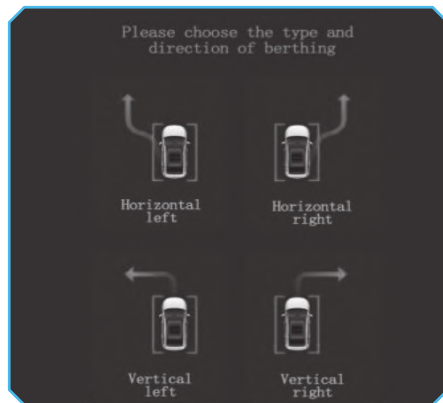 Please choose the type and
direction of berthing
Horizontal
left
Horizontal
right
Vertical
left
Vertical
right